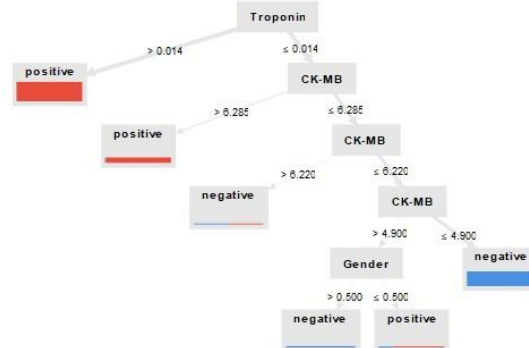 Troponin
> 0.014
≤ 0.014
positive
CK-MB
> 6.285
≤ 6.285
positive
CK-MB
> 6.220
≤ 6.220
negative
CK-MB
> 4.900
≤ 4.900
Gender
negative
> 0.500
≤ 0.500
negative
positive